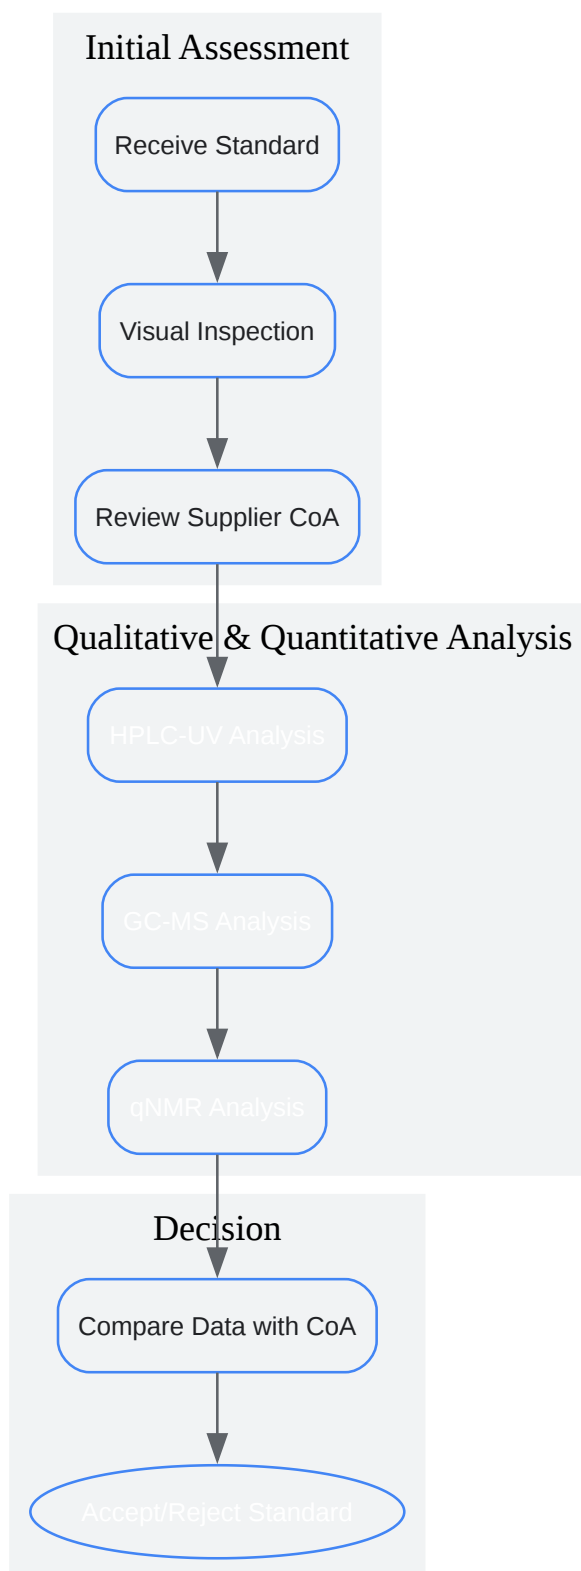 Initial Assessment
Receive Standard
Visual Inspection
Review Supplier CoA
Qualitative & Quantitative Analysis
HPLC-UV Analysis
GC-MS Analysis
qNMR Analysis
Decision
Compare Data with CoA
Accept/Reject Standard